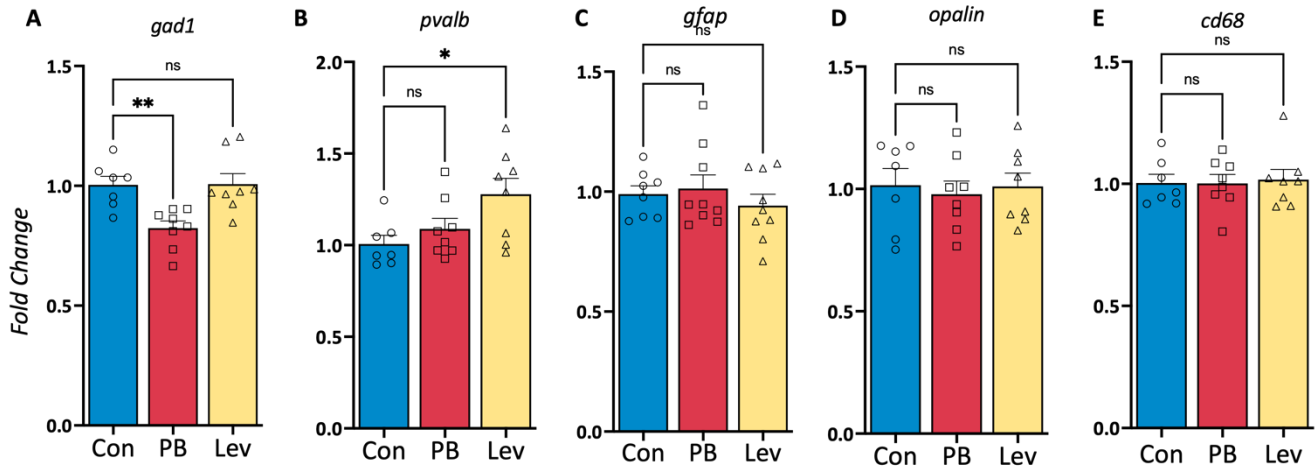 A
gad1
1.5
1.0
0.5
0.0
Fold Change
ns
**
Con PB Lev
B
pvalb
2.0
1.5
1.0
0.5
0.0
*
ns
Con PB Lev
C
gfap
1.5
1.0
0.5
0.0
ns
ns
Con PB Lev
D
opalin
1.5
1.0
0.5
0.0
ns
ns
Con PB Lev
E
cd68
1.5
1.0
0.5
0.0
ns
ns
Con PB Lev